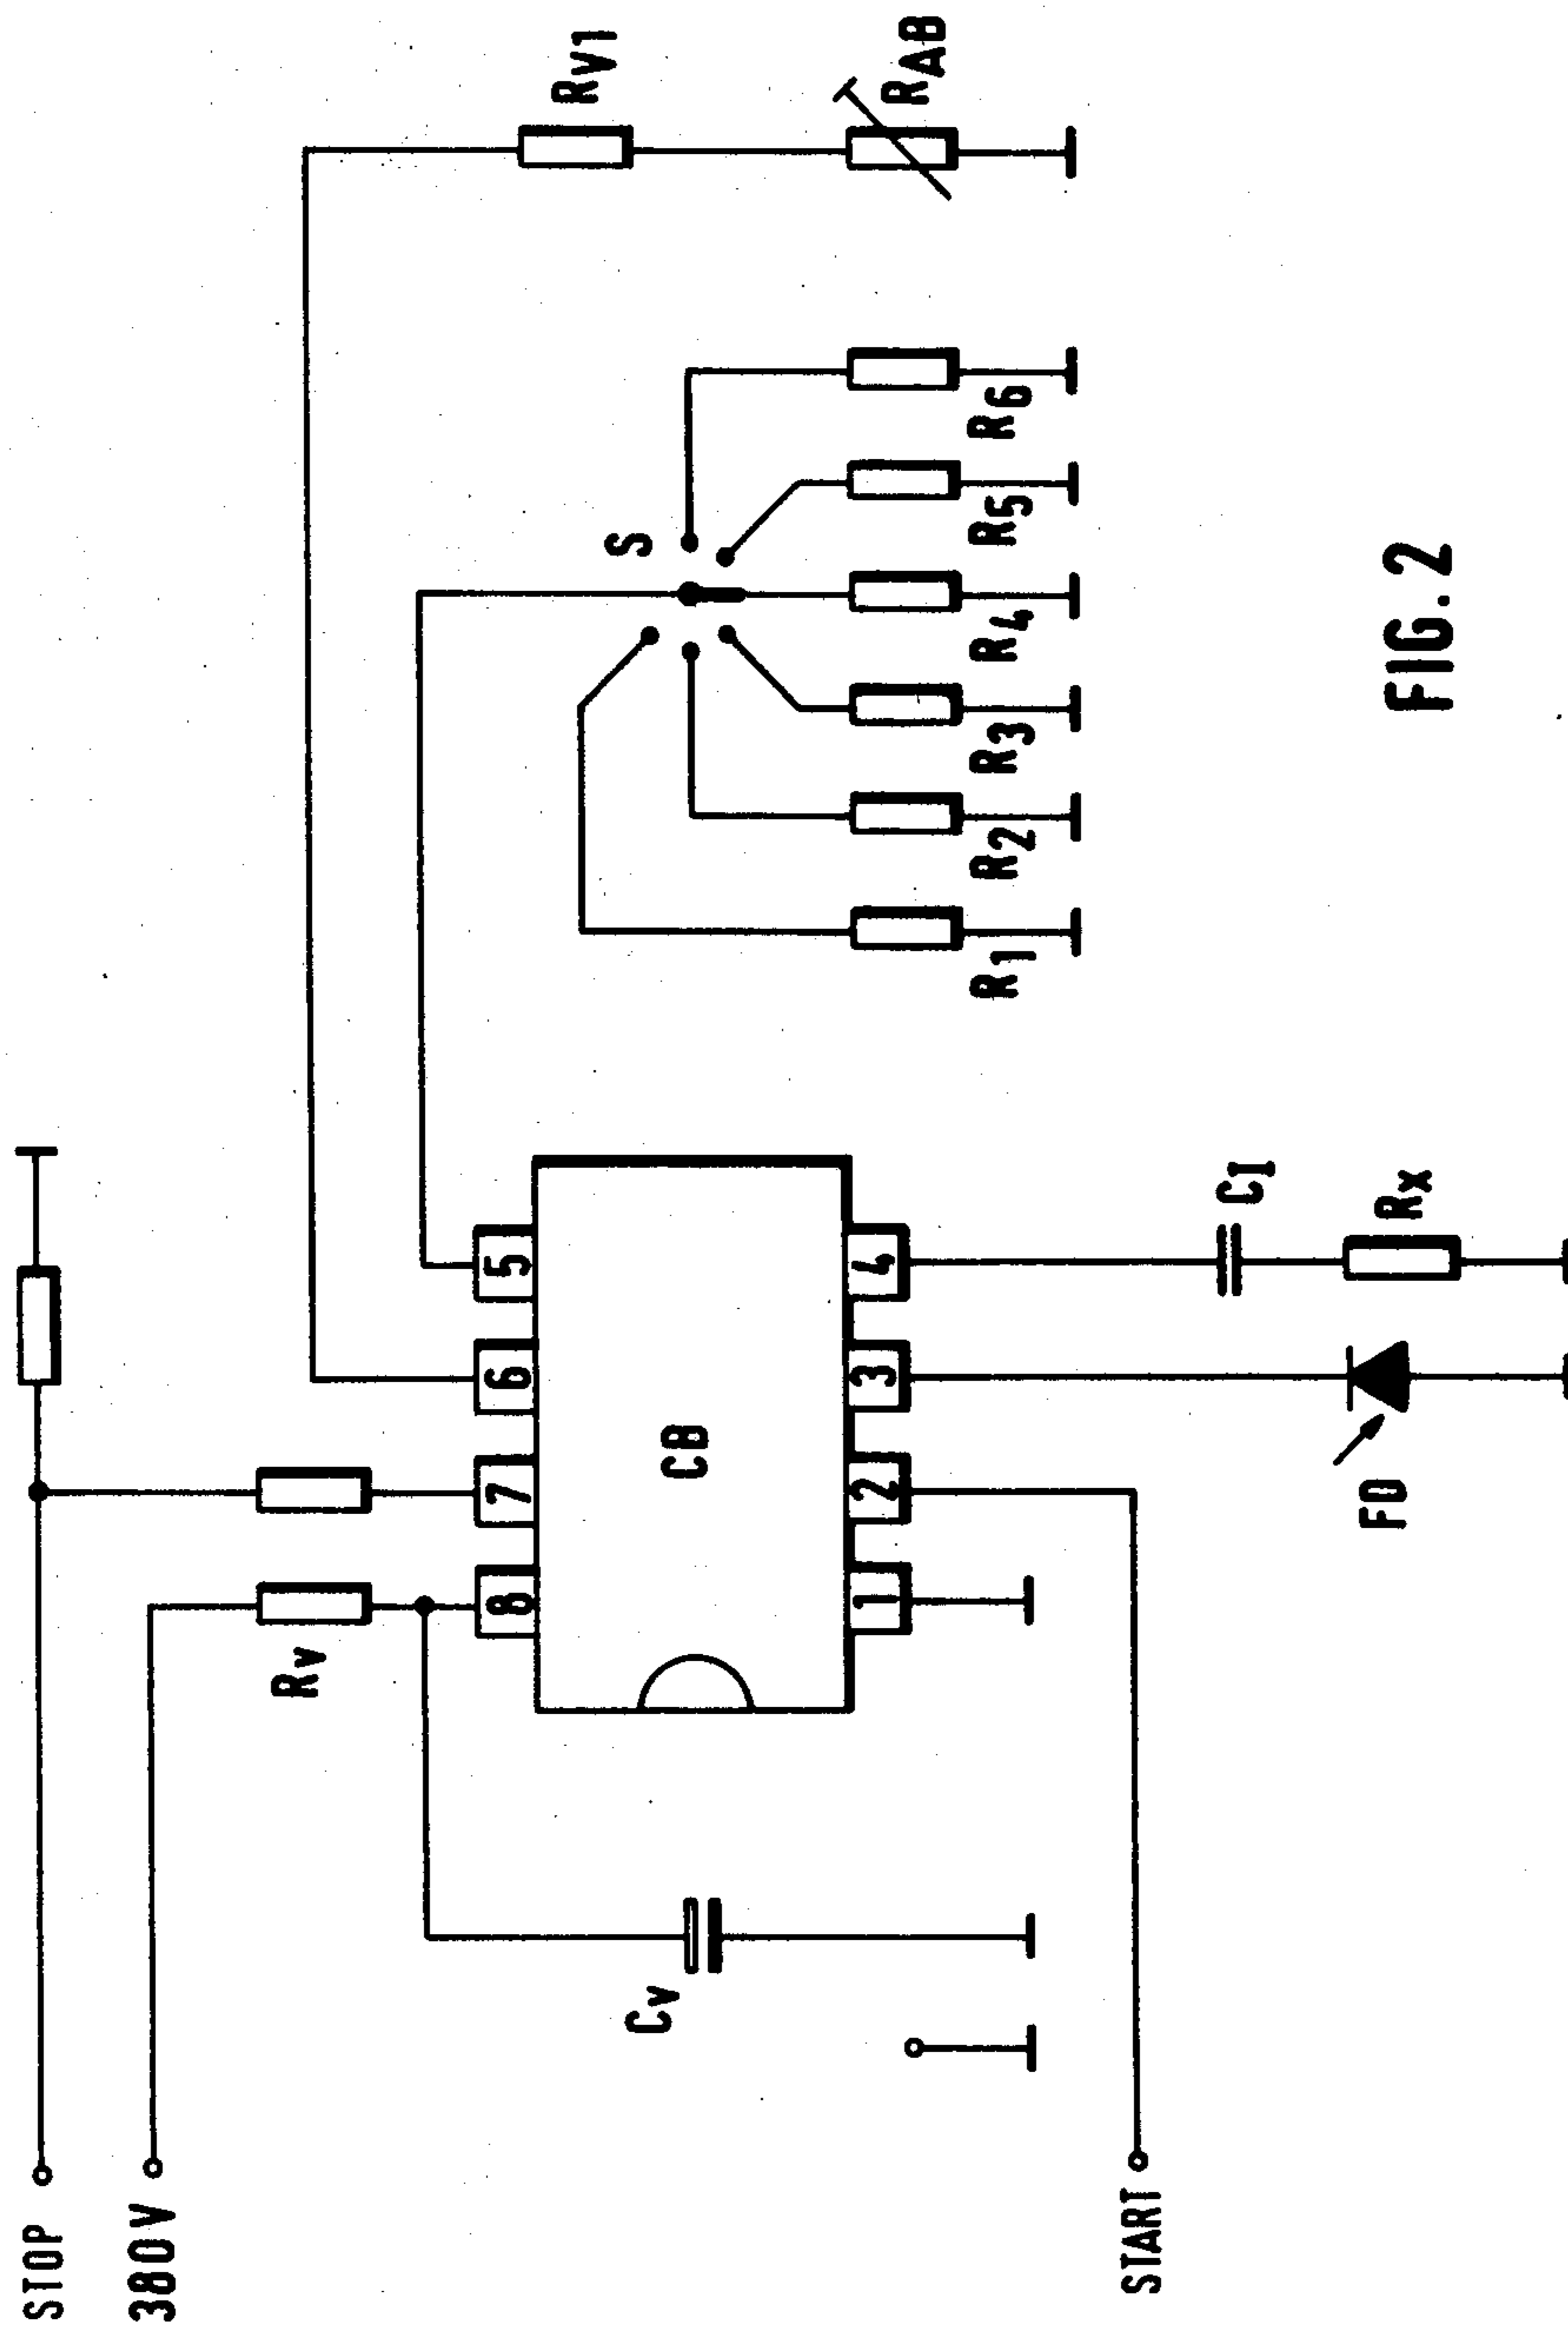 STOP
380V
Rv
Cv
START
8
7
6
5
CB
1
2
3
4
FD
CI
Rx
S
R1
R2
R3
R4
R5
R6
RV1
RAB
FIG. 2